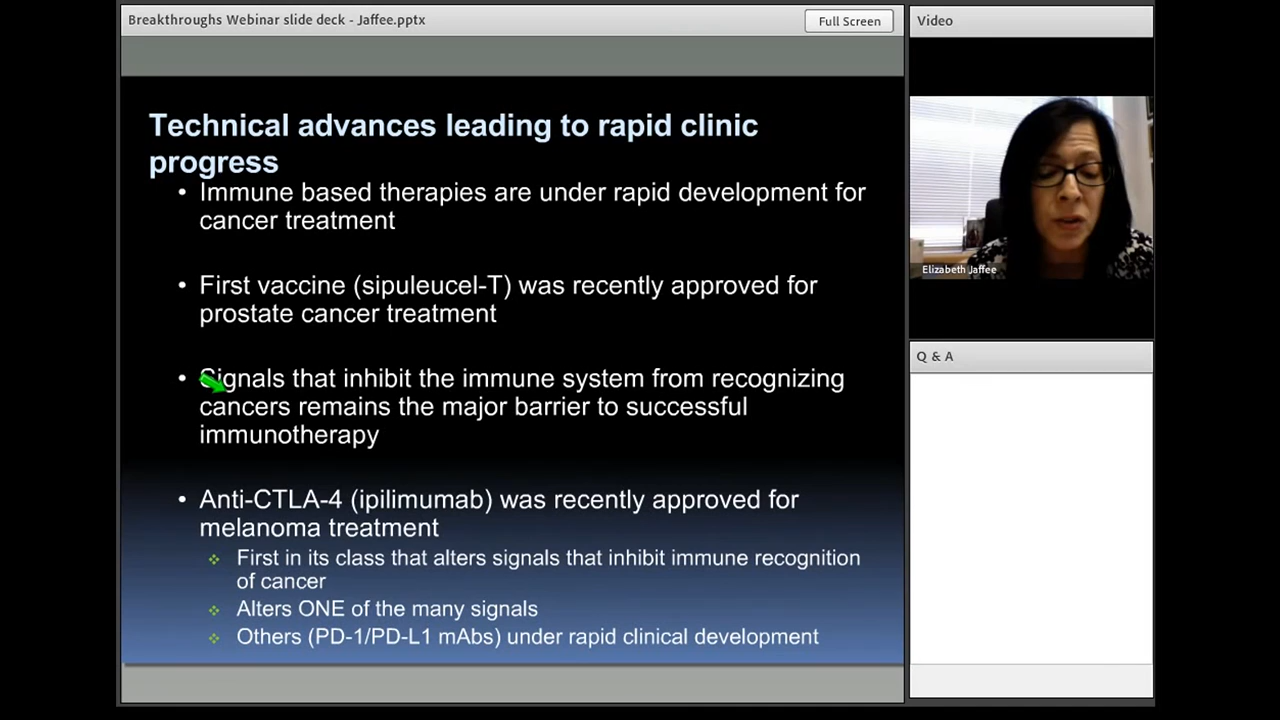 Breakthroughs Webinar slide deck - Jaffee.pptx
Full Screen
Video
Technical advances leading to rapid clinic
progress
• Immune based therapies are under rapid development for
cancer treatment
• First vaccine (sipuleucel-T) was recently approved for
prostate cancer treatment
• Signals that inhibit the immune system from recognizing
cancers remains the major barrier to successful
immunotherapy
• Anti-CTLA-4 (ipilimumab) was recently approved for
melanoma treatment
First in its class that alters signals that inhibit immune recognition
of cancer
Alters ONE of the many signals
Others (PD-1/PD-L1 mAbs) under rapid clinical development
Elizabeth Jaffee
Q & A